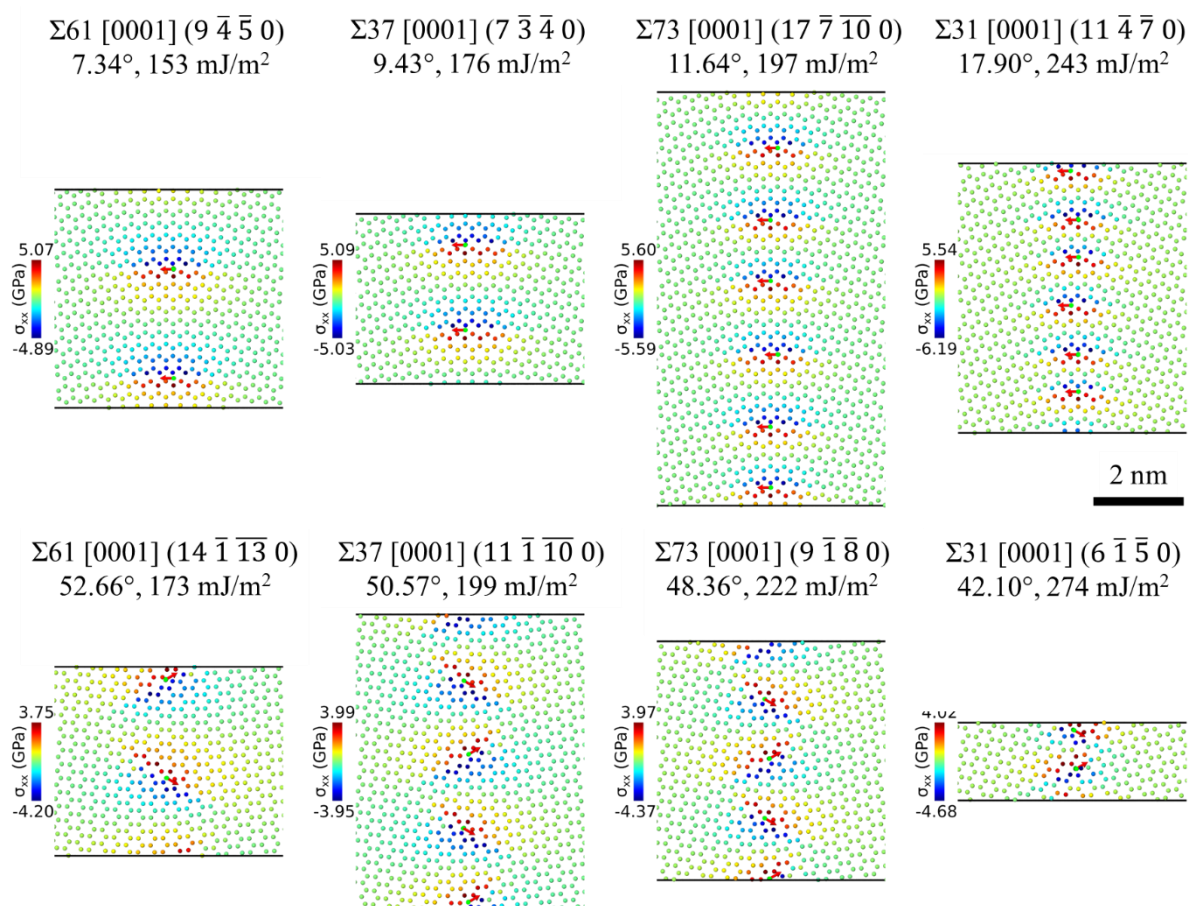 Σ61 [0001] (9 4̅ 5̅ 0)
7.34°, 153 mJ/m²
Σ37 [0001] (7 3̅ 4̅ 0)
9.43°, 176 mJ/m²
Σ73 [0001] (17 7̅ 1̅0̅ 0)
11.64°, 197 mJ/m²
Σ31 [0001] (11 4̅ 7̅ 0)
17.90°, 243 mJ/m²
5.07
σxx (GPa)
-4.89
5.09
σxx (GPa)
-5.03
5.60
σxx (GPa)
-5.59
5.54
σxx (GPa)
-6.19
2 nm
Σ61 [0001] (14 1̅ 1̅3̅ 0)
52.66°, 173 mJ/m²
Σ37 [0001] (11 1̅ 1̅0̅ 0)
50.57°, 199 mJ/m²
Σ73 [0001] (9 1̅ 8̅ 0)
48.36°, 222 mJ/m²
Σ31 [0001] (6 1̅ 5̅ 0)
42.10°, 274 mJ/m²
3.75
σxx (GPa)
-4.20
3.99
σxx (GPa)
-3.95
3.97
σxx (GPa)
-4.37
4.02
σxx (GPa)
-4.68